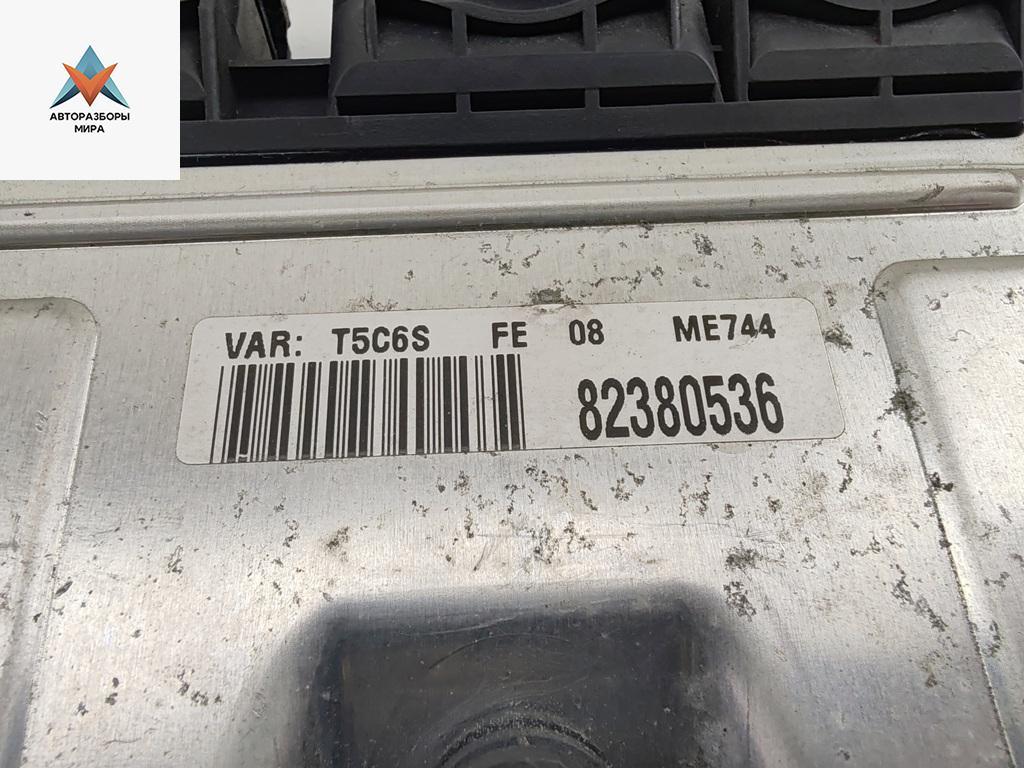 АВТОРАЗБОРЫ
МИРА
VAR: T5C6S FE 08 ME744
82380536